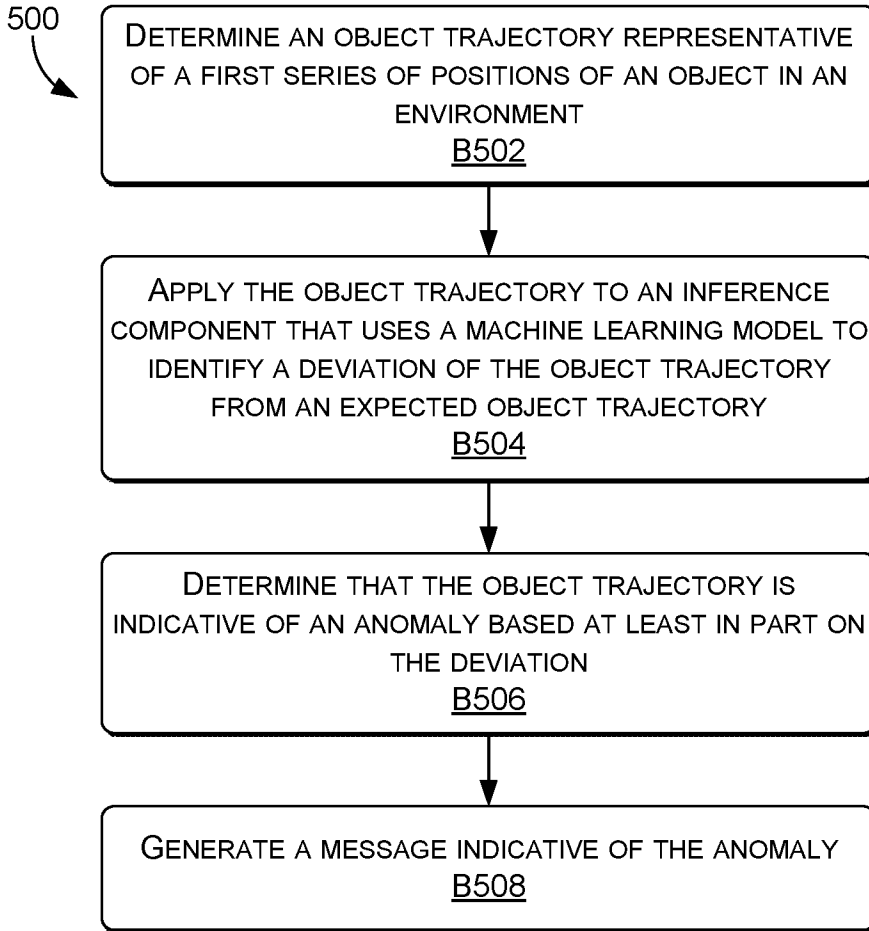 500
DETERMINE AN OBJECT TRAJECTORY REPRESENTATIVE
OF A FIRST SERIES OF POSITIONS OF AN OBJECT IN AN
ENVIRONMENT
B502
APPLY THE OBJECT TRAJECTORY TO AN INFERENCE
COMPONENT THAT USES A MACHINE LEARNING MODEL TO
IDENTIFY A DEVIATION OF THE OBJECT TRAJECTORY
FROM AN EXPECTED OBJECT TRAJECTORY
B504
DETERMINE THAT THE OBJECT TRAJECTORY IS
INDICATIVE OF AN ANOMALY BASED AT LEAST IN PART ON
THE DEVIATION
B506
GENERATE A MESSAGE INDICATIVE OF THE ANOMALY
B508